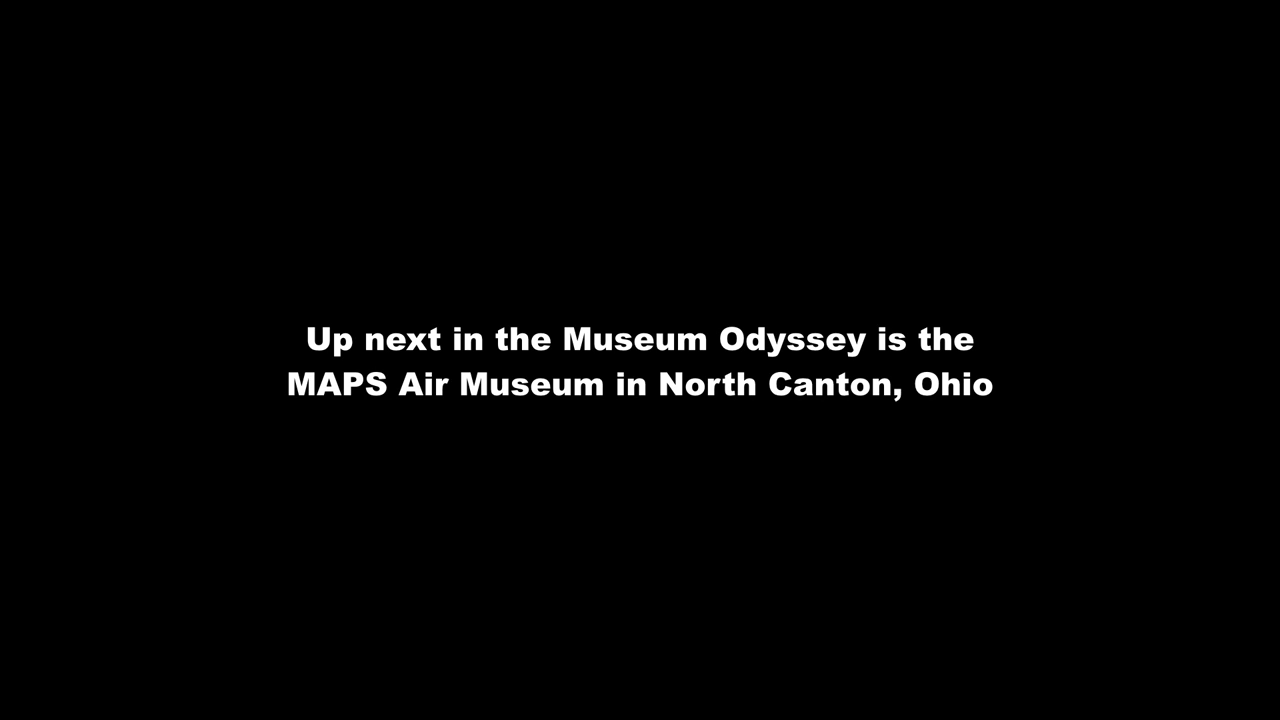 Up next in the Museum Odyssey is the
MAPS Air Museum in North Canton, Ohio